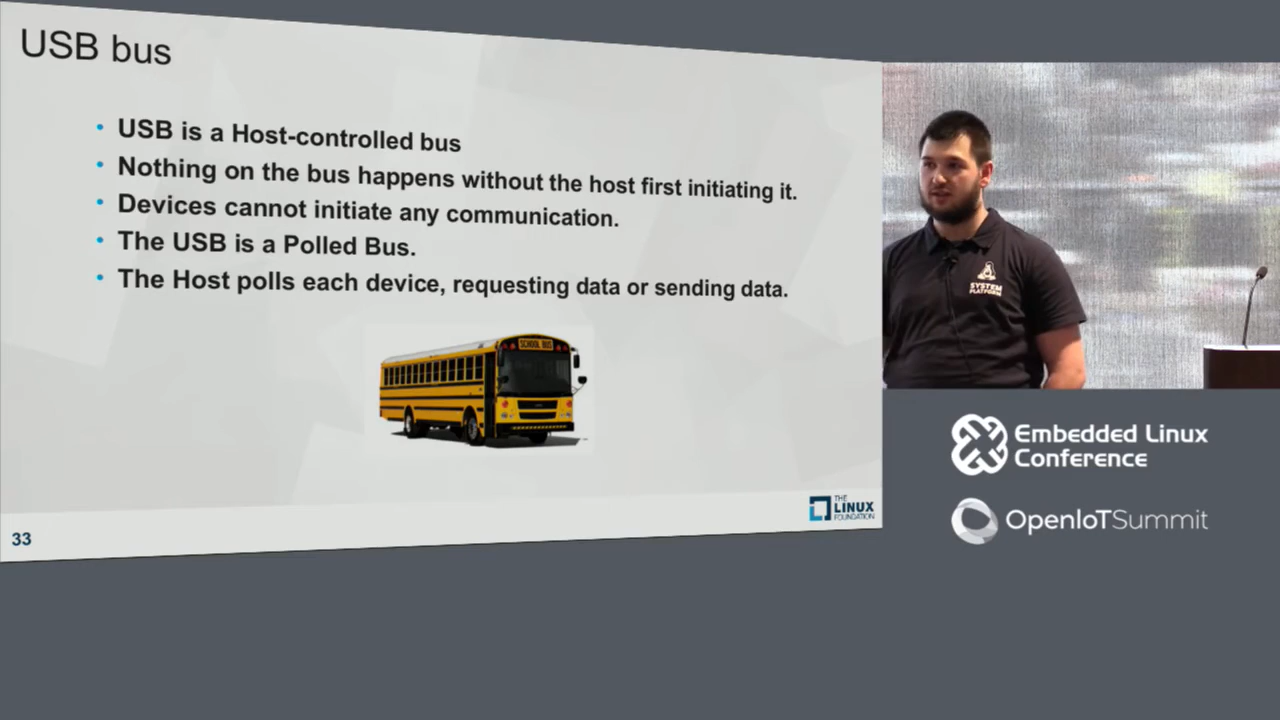 USB bus
• USB is a Host-controlled bus
• Nothing on the bus happens without the host first initiating it.
• Devices cannot initiate any communication.
• The USB is a Polled Bus.
• The Host polls each device, requesting data or sending data.
SCHOOL BUS
THE
LINUX
FOUNDATION
33
SYSTEM
PLATFORM
Embedded Linux
Conference
OpenIoTSummit